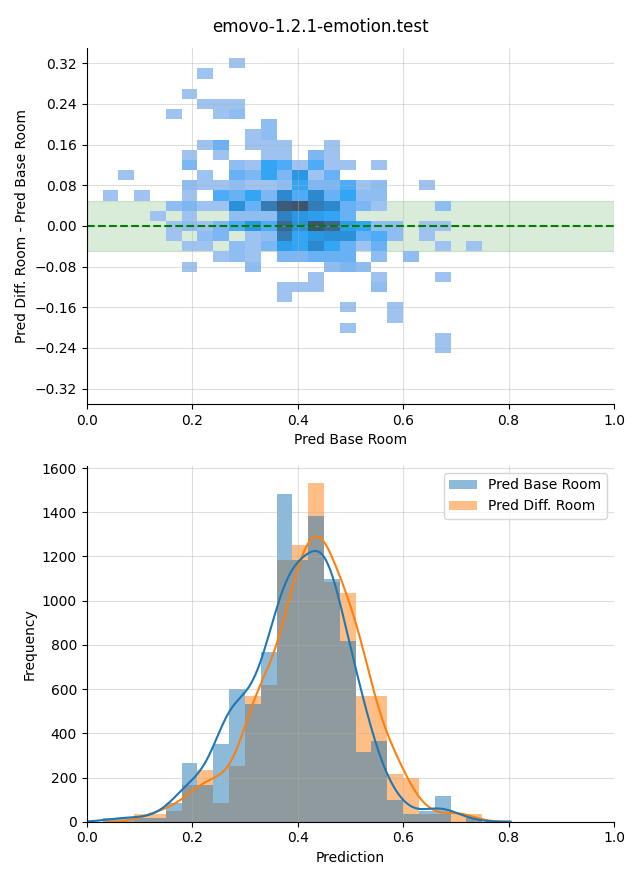 emovo-1.2.1-emotion.test
0.32
0.24
0.16
0.08
0.00
−0.08
−0.16
−0.24
−0.32
Pred Diff. Room - Pred Base Room
0.0 0.2 0.4 0.6 0.8 1.0
Pred Base Room
1600
1400
1200
1000
800
600
400
200
0
Frequency
Pred Base Room
Pred Diff. Room
0.0 0.2 0.4 0.6 0.8 1.0
Prediction